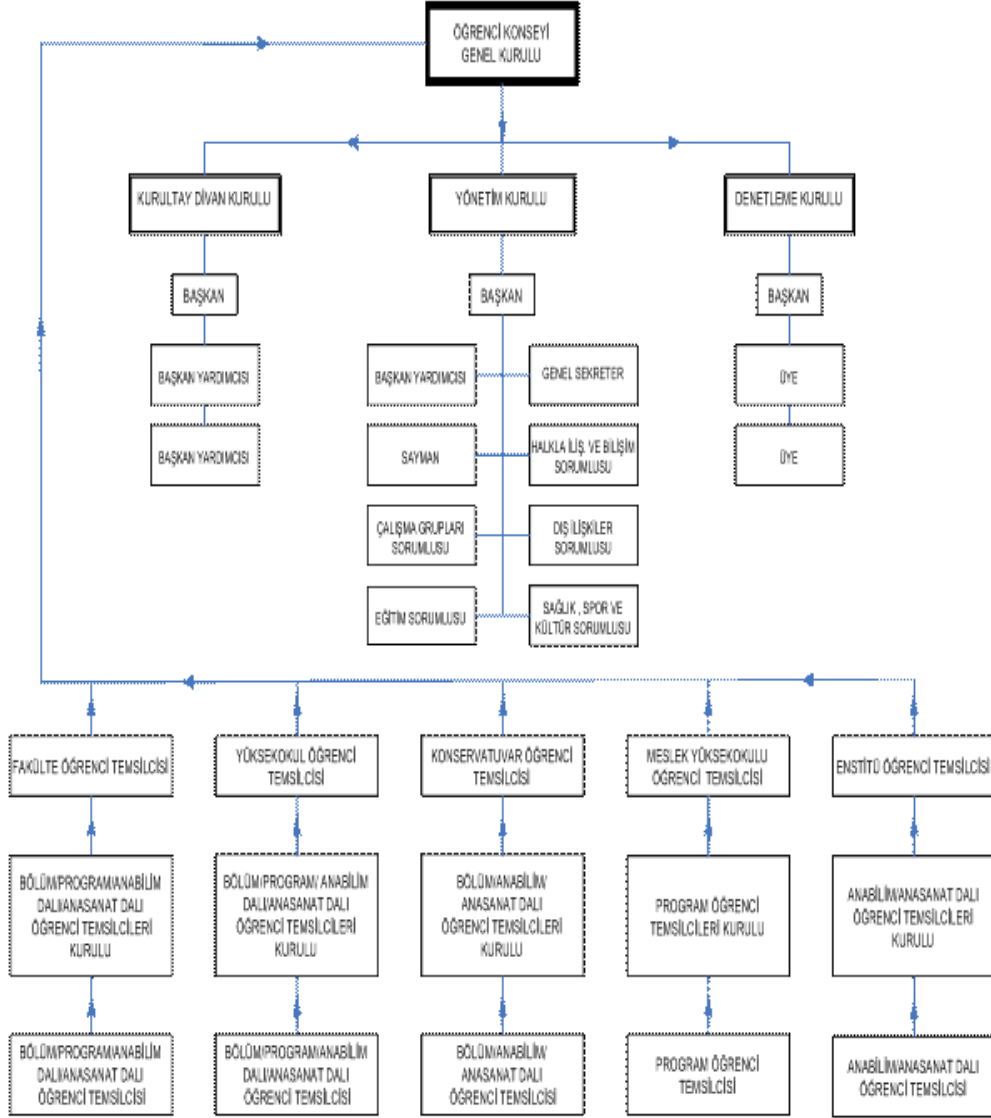 ÖĞRENCİ KONSEYİ
GENEL KURULU
KURULTAY DİVAN KURULU
YÖNETİM KURULU
DENETLEME KURULU
BAŞKAN
BAŞKAN
BAŞKAN
BAŞKAN YARDIMCISI
BAŞKAN YARDIMCISI
GENEL SEKRETER
ÜYE
BAŞKAN YARDIMCISI
SAYMAN
HALKLA İLİŞ. VE BİLİŞİM
SORUMLUSU
ÜYE
ÇALIŞMA GRUPLARI
SORUMLUSU
DIŞ İLİŞKİLER
SORUMLUSU
EĞİTİM SORUMLUSU
SAĞLIK , SPOR VE
KÜLTÜR SORUMLUSU
FAKÜLTE ÖĞRENCİ TEMSİLCİSİ
YÜKSEKOKUL ÖĞRENCİ
TEMSİLCİSİ
KONSERVATUVAR ÖĞRENCİ
TEMSİLCİSİ
MESLEK YÜKSEKOKULU
ÖĞRENCİ TEMSİLCİSİ
ENSTİTÜ ÖĞRENCİ TEMSİLCİSİ
BÖLÜM/PROGRAM/ANABİLİM
DALI/ANASANAT DALI
ÖĞRENCİ TEMSİLCİLERİ
KURULU
BÖLÜM/PROGRAM/ ANABİLİM
DALI/ANASANAT DALI
ÖĞRENCİ TEMSİLCİLERİ
KURULU
BÖLÜM/ANABİLİM/
ANASANAT DALI
ÖĞRENCİ TEMSİLCİLERİ
KURULU
PROGRAM ÖĞRENCİ
TEMSİLCİLERİ KURULU
ANABİLİM/ANASANAT DALI
ÖĞRENCİ TEMSİLCİLERİ
KURULU
BÖLÜM/PROGRAM/ANABİLİM
DALI/ANASANAT DALI
ÖĞRENCİ TEMSİLCİSİ
BÖLÜM/PROGRAM/ANABİLİM
DALI/ANASANAT DALI
ÖĞRENCİ TEMSİLCİSİ
BÖLÜM/ANABİLİM/
ANASANAT DALI
ÖĞRENCİ TEMSİLCİSİ
PROGRAM ÖĞRENCİ
TEMSİLCİSİ
ANABİLİM/ANASANAT DALI
ÖĞRENCİ TEMSİLCİSİ